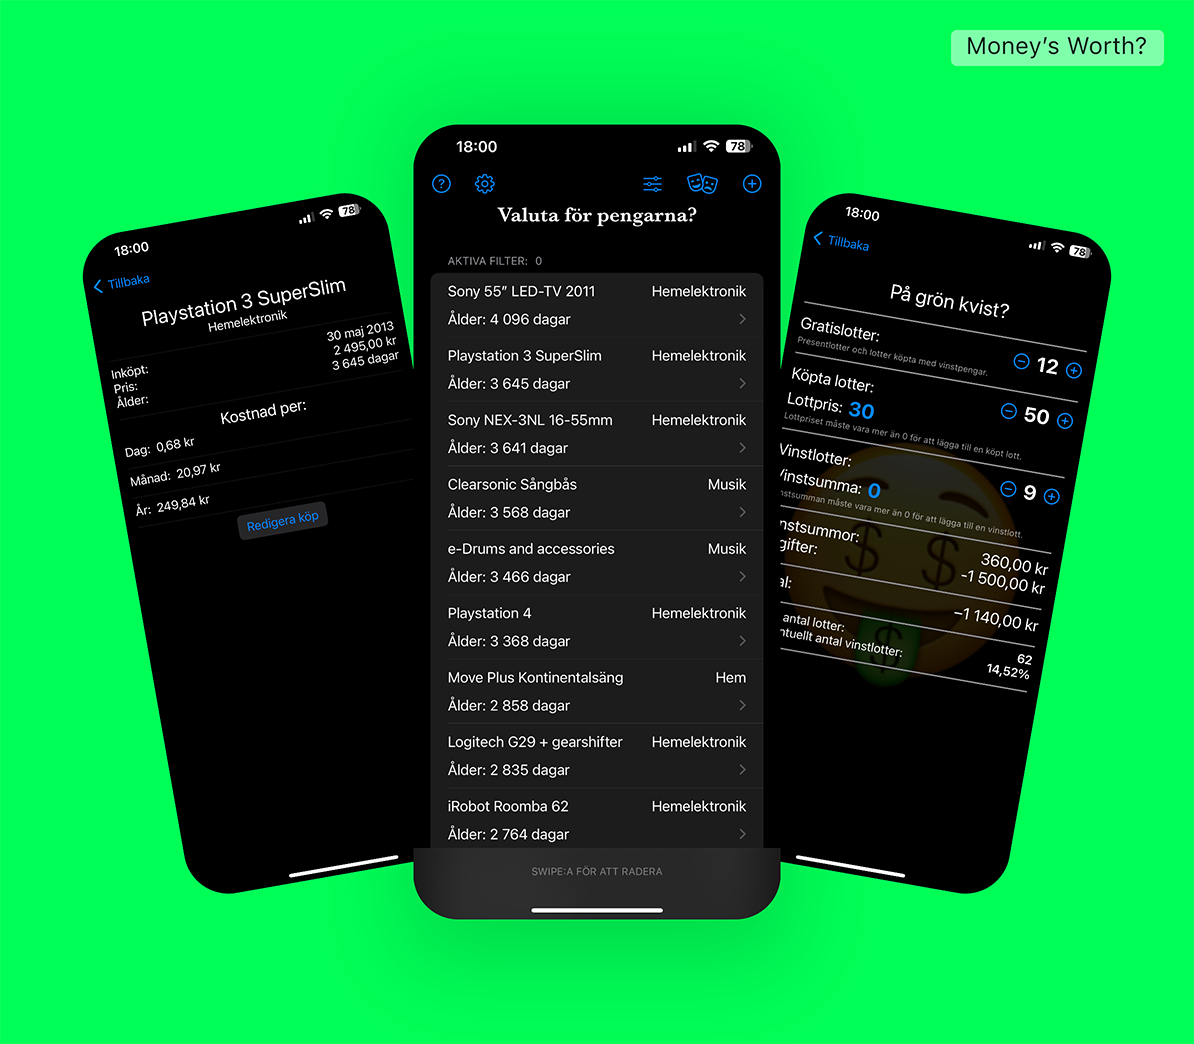 Money's Worth?
18:00
78
Tillbaka
Playstation 3 SuperSlim
Hemelektronik
Inköpt: 30 maj 2013
Pris: 2 495,00 kr
Ålder: 3 645 dagar
Kostnad per:
Dag: 0,68 kr
Månad: 20,97 kr
År: 249,84 kr
Redigera köp
18:00
78
?
Valuta för pengarna?
AKTIVA FILTER: 0
Sony 55” LED-TV 2011 Hemelektronik
Ålder: 4 096 dagar
Playstation 3 SuperSlim Hemelektronik
Ålder: 3 645 dagar
Sony NEX-3NL 16-55mm Hemelektronik
Ålder: 3 641 dagar
Clearsonic Sångbås Musik
Ålder: 3 568 dagar
e-Drums and accessories Musik
Ålder: 3 466 dagar
Playstation 4 Hemelektronik
Ålder: 3 368 dagar
Move Plus Kontinentalsäng Hem
Ålder: 2 858 dagar
Logitech G29 + gearshifter Hemelektronik
Ålder: 2 835 dagar
iRobot Roomba 62 Hemelektronik
Ålder: 2 764 dagar
SWIPE:A FÖR ATT RADERA
18:00
78
Tillbaka
På grön kvist?
Gratislotter: 12
Presentlotter och lotter köpta med vinstpengar.
Köpta lotter: 50
Lottpris: 30
Lottpriset måste vara mer än 0 för att lägga till en köpt lott.
Vinstlotter: 9
Vinstsumma: 0
nstsumman måste vara mer än 0 för att lägga till en vinstlott.
nstsummor: 360,00 kr
gifter: -1 500,00 kr
al: −1 140,00 kr
antal lotter: 62
ntuellt antal vinstlotter: 14,52%
$ $
$